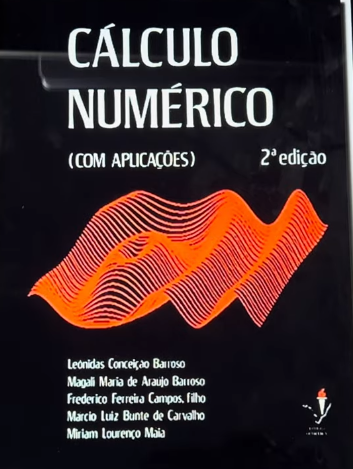 CÁLCULO
NUMÉRICO
(COM APLICAÇÕES) 2ª edição
Leônidas Conceição Barroso
Magali Maria de Araujo Barroso
Frederico Ferreira Campos, filho
Marcio Luiz Bunte de Carvalho
Miriam Lourenço Maia